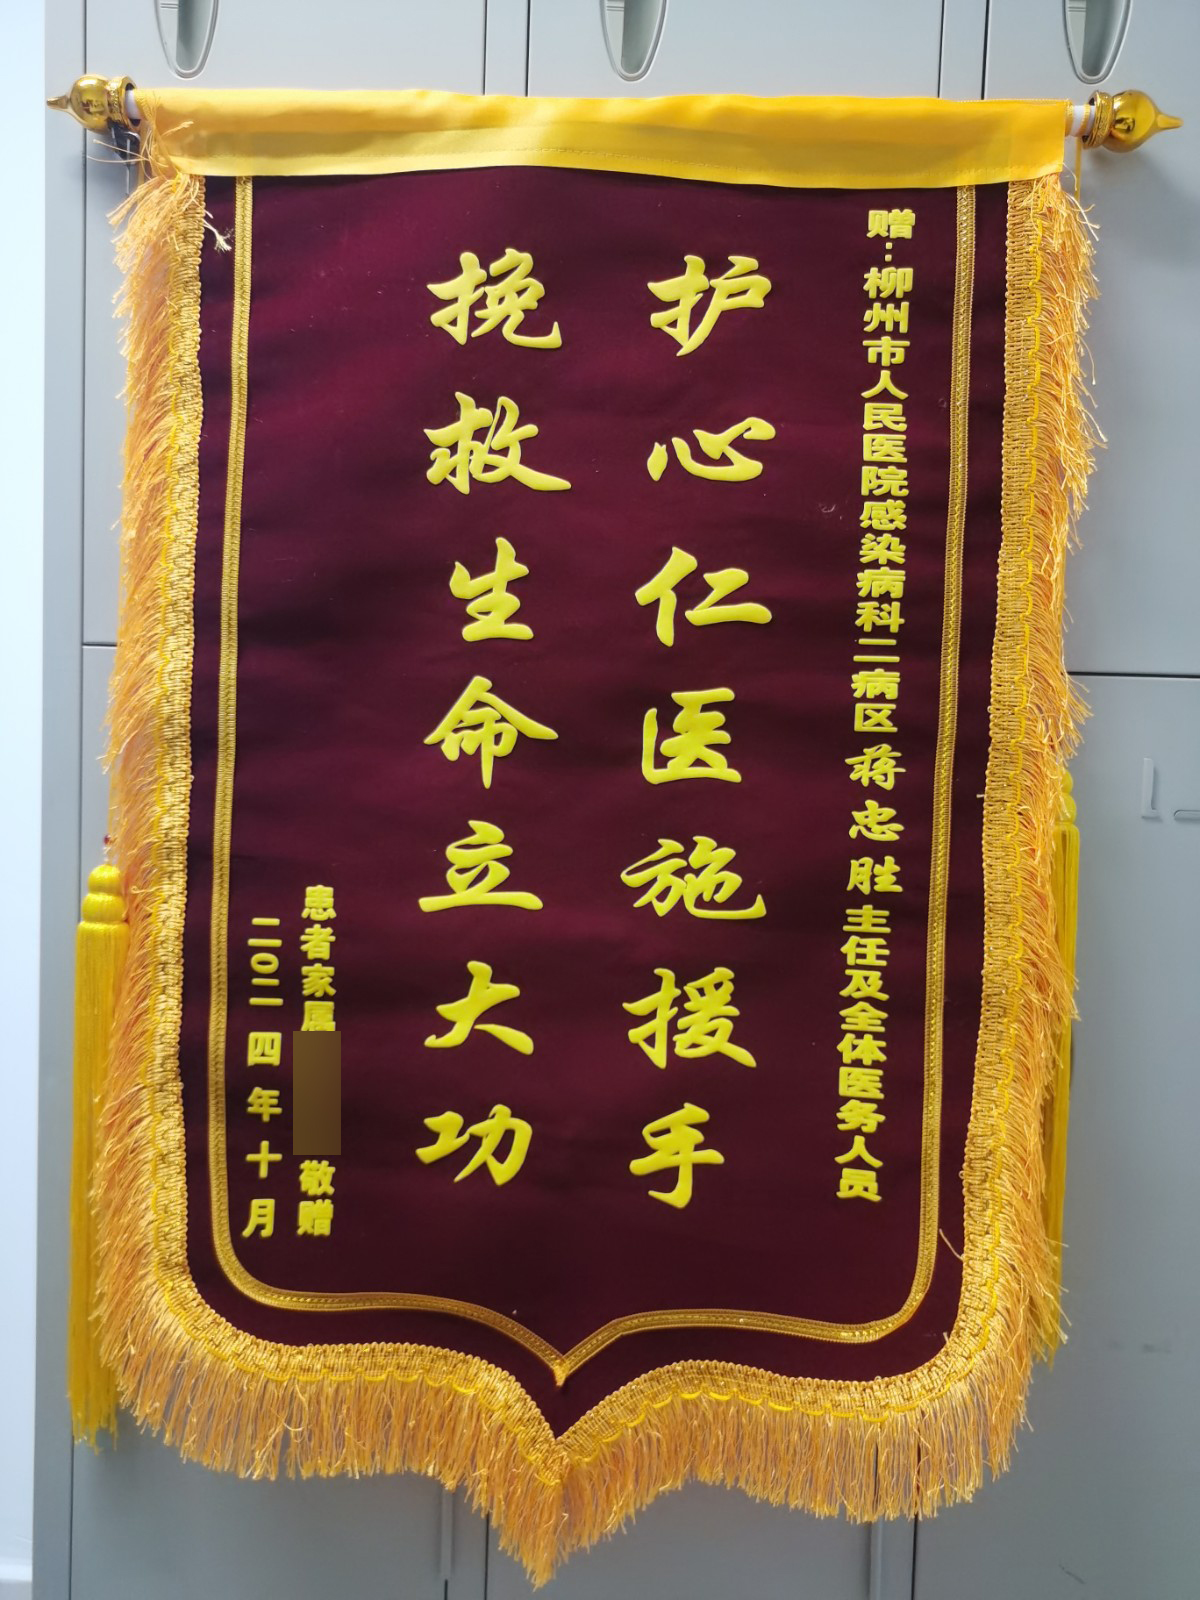 赠:柳州市人民医院感染病科二病区蒋忠胜主任及全体医务人员
护心仁医施援手
挽救生命立大功
患者家属
敬赠
二〇二四年十月